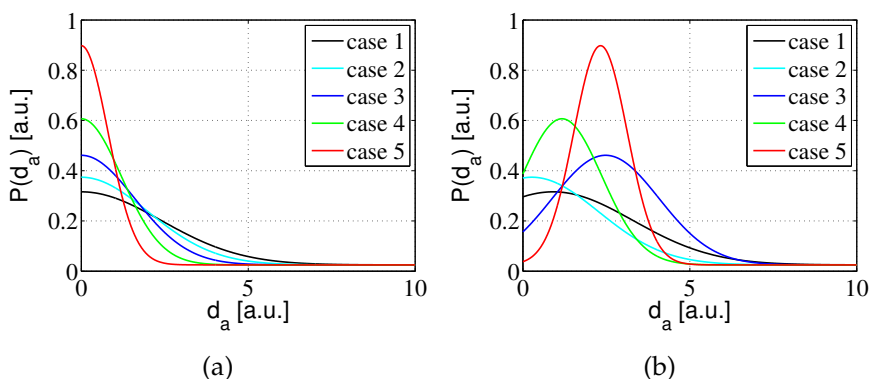 1
0.8
0.6
0.4
0.2
0
0
5
10
P(d_a) [a.u.]
d_a [a.u.]
case 1
case 2
case 3
case 4
case 5
(a)
1
0.8
0.6
0.4
0.2
0
0
5
10
P(d_a) [a.u.]
d_a [a.u.]
case 1
case 2
case 3
case 4
case 5
(b)